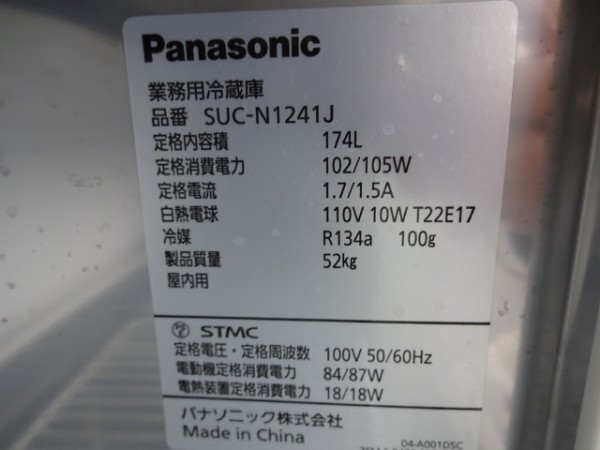 Panasonic
業務用冷蔵庫
品番 SUC-N1241J
定格内容積 174L
定格消費電力 102/105W
定格電流 1.7/1.5A
白熱電球 110V 10W T22E17
冷媒 R134a 100g
製品質量 52kg
屋内用
STMC
定格電圧・定格周波数 100V 50/60Hz
電動機定格消費電力 84/87W
電熱装置定格消費電力 18/18W
パナソニック株式会社
Made in China
04-A001DSC